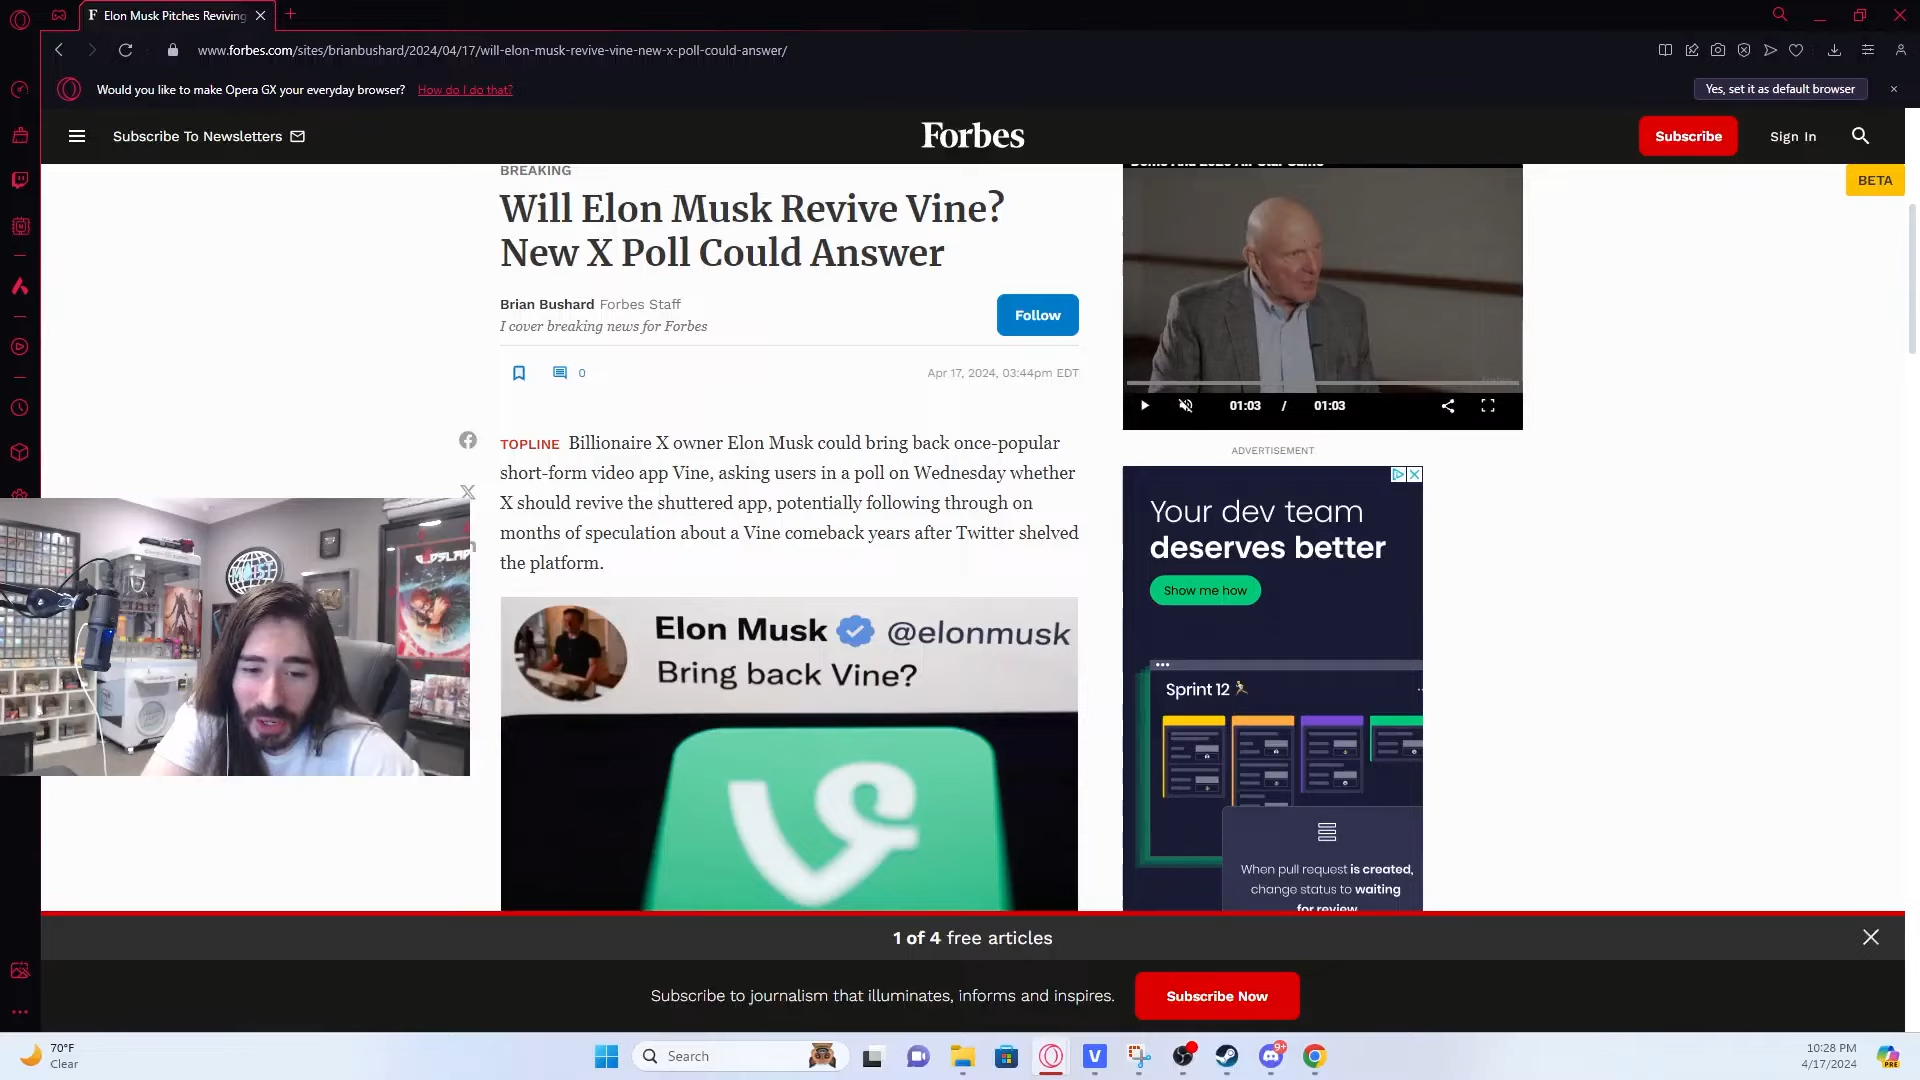 F Elon Musk Pitches Reviving
www.forbes.com/sites/brianbushard/2024/04/17/will-elon-musk-revive-vine-new-x-poll-could-answer/
Would you like to make Opera GX your everyday browser? How do I do that?
Yes, set it as default browser
Subscribe To Newsletters
Forbes
Subscribe
Sign In
BETA
BREAKING
Will Elon Musk Revive Vine?
New X Poll Could Answer
Brian Bushard Forbes Staff
I cover breaking news for Forbes
Follow
0
Apr 17, 2024, 03:44pm EDT
TOPLINE Billionaire X owner Elon Musk could bring back once-popular
short-form video app Vine, asking users in a poll on Wednesday whether
X should revive the shuttered app, potentially following through on
months of speculation about a Vine comeback years after Twitter shelved
the platform.
Elon Musk @elonmusk
Bring back Vine?
01:03 / 01:03
ADVERTISEMENT
Your dev team
deserves better
Show me how
Sprint 12
When pull request is created,
change status to waiting
for review
MOIST
1 of 4 free articles
Subscribe to journalism that illuminates, informs and inspires.
Subscribe Now
70°F
Clear
Search
9+
10:28 PM
4/17/2024
PRE